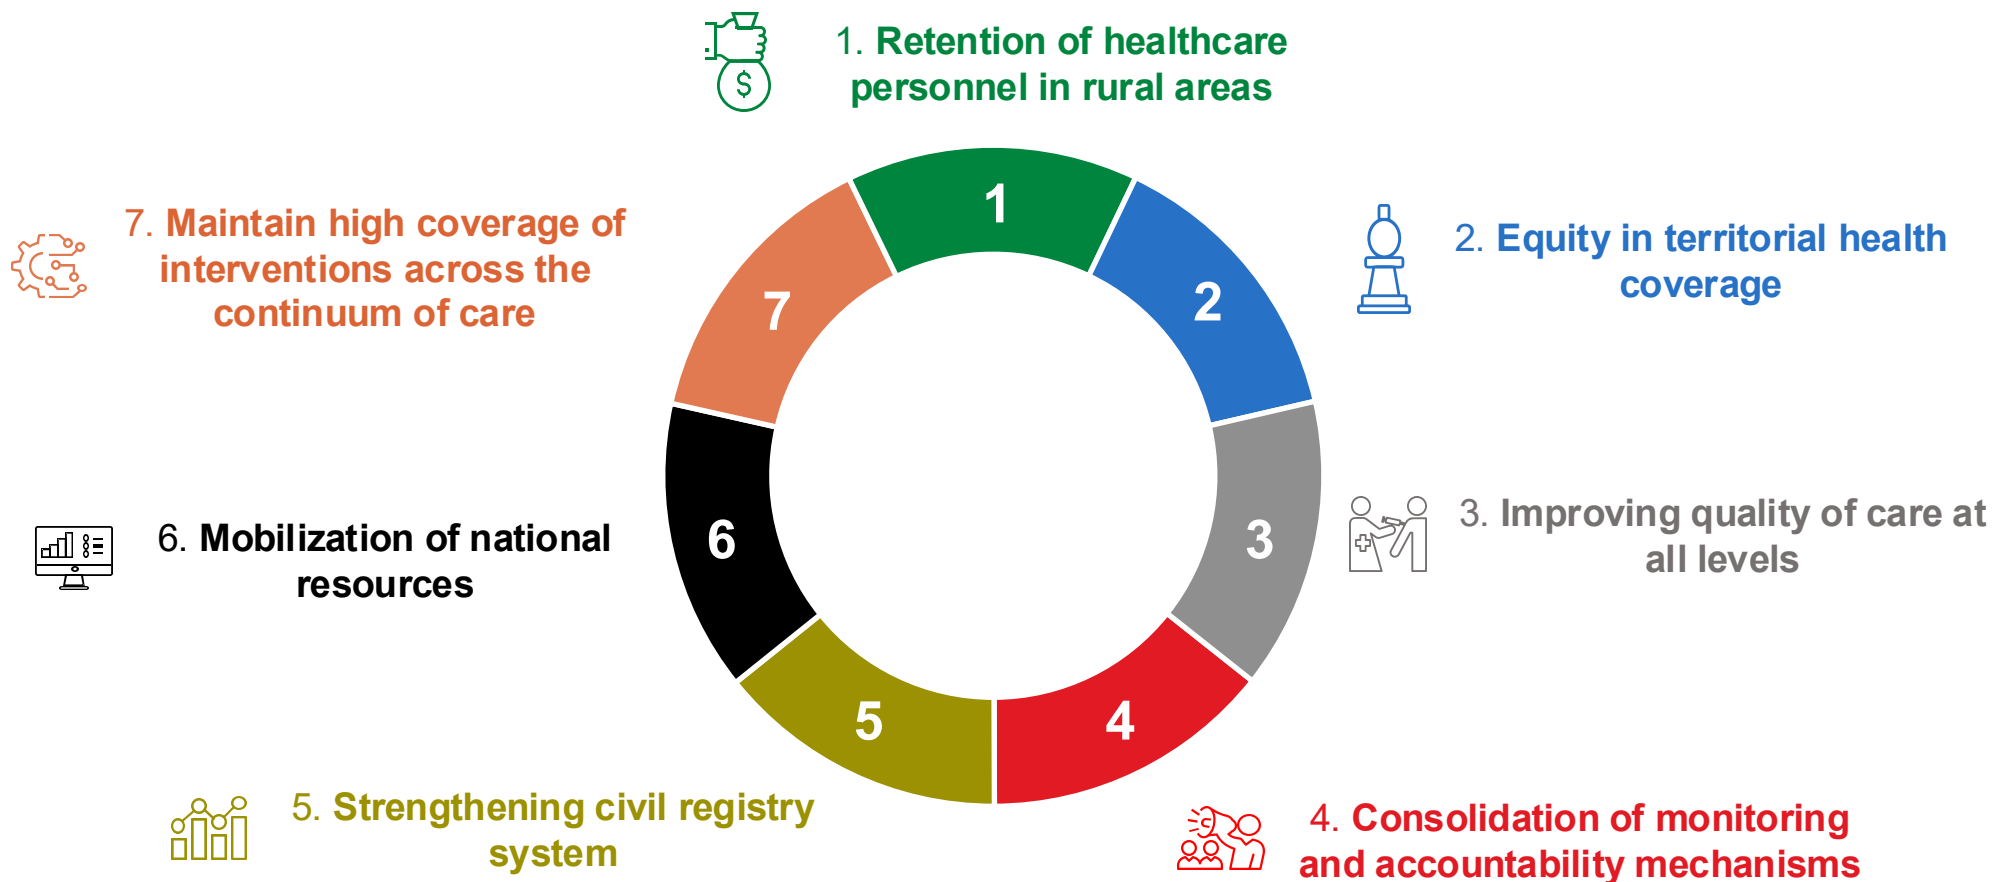 1. Retention of healthcare
personnel in rural areas
2. Equity in territorial health
coverage
3. Improving quality of care at
all levels
4. Consolidation of monitoring
and accountability mechanisms
5. Strengthening civil registry
system
6. Mobilization of national
resources
7. Maintain high coverage of
interventions across the
continuum of care
1
2
3
4
5
6
7
$